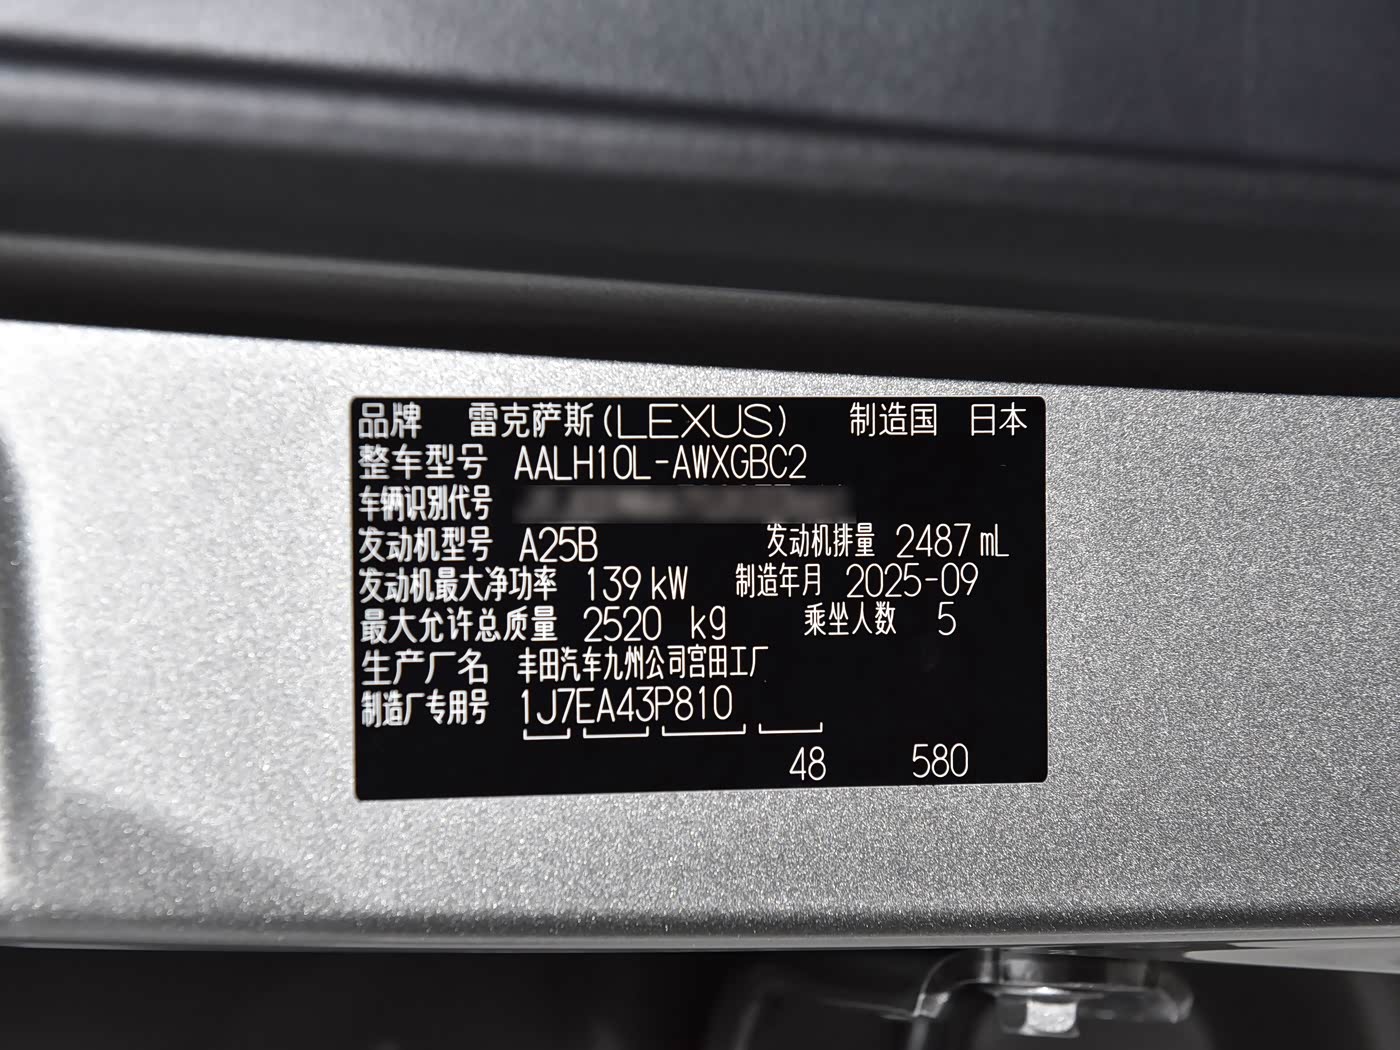 品牌 雷克萨斯(LEXUS) 制造国 日本
整车型号 AALH10L-AWXGBC2
车辆识别代号
发动机型号 A25B 发动机排量 2487 mL
发动机最大净功率 139 kW 制造年月 2025-09
最大允许总质量 2520 kg 乘坐人数 5
生产厂名 丰田汽车九州公司宫田工厂
制造厂专用号 1J7EA43P810
48 580